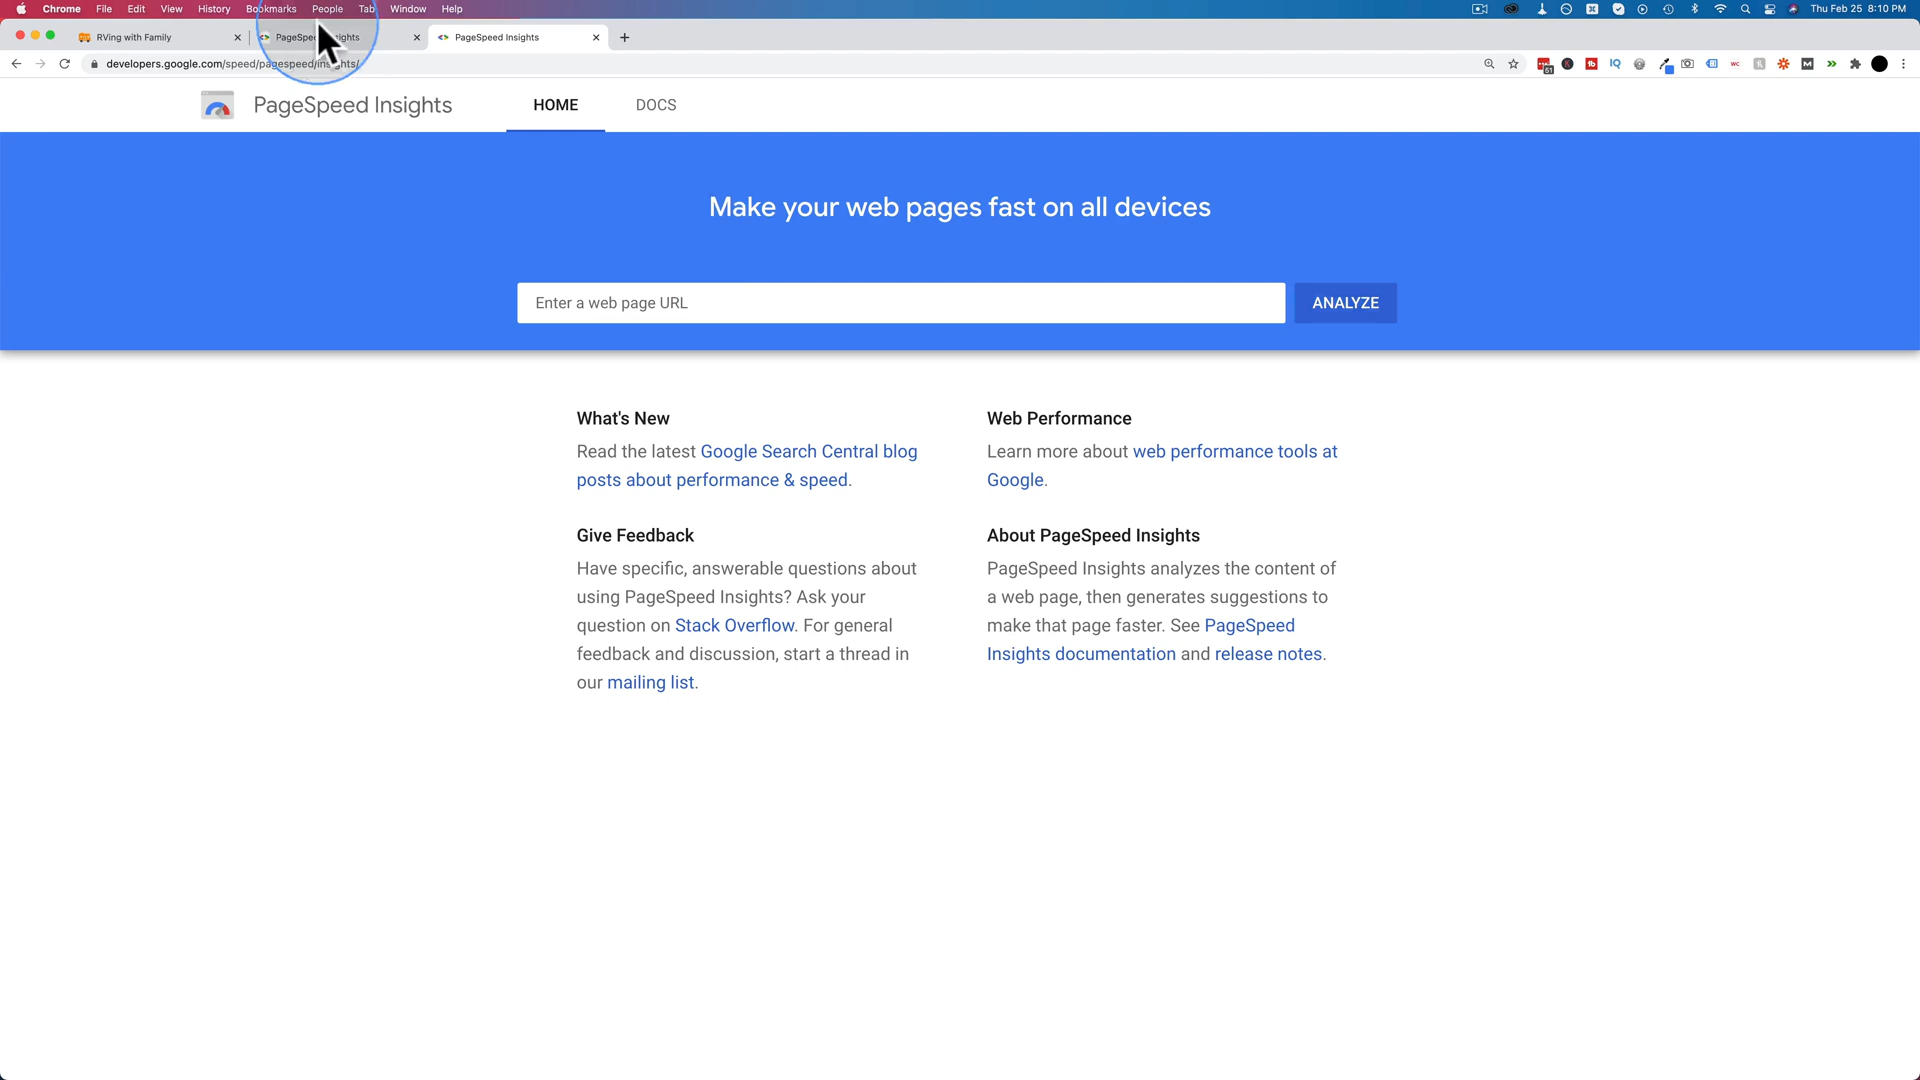 Chrome File Edit View History Bookmarks People Tab Window Help Thu Feb 25 8:10 PM
RVing with Family PageSpeed Insights PageSpeed Insights
developers.google.com/speed/pagespeed/insights/
PageSpeed Insights HOME DOCS
Make your web pages fast on all devices
Enter a web page URL ANALYZE
What's New
Read the latest Google Search Central blog
posts about performance & speed.
Web Performance
Learn more about web performance tools at
Google.
Give Feedback
Have specific, answerable questions about
using PageSpeed Insights? Ask your
question on Stack Overflow. For general
feedback and discussion, start a thread in
our mailing list.
About PageSpeed Insights
PageSpeed Insights analyzes the content of
a web page, then generates suggestions to
make that page faster. See PageSpeed
Insights documentation and release notes.